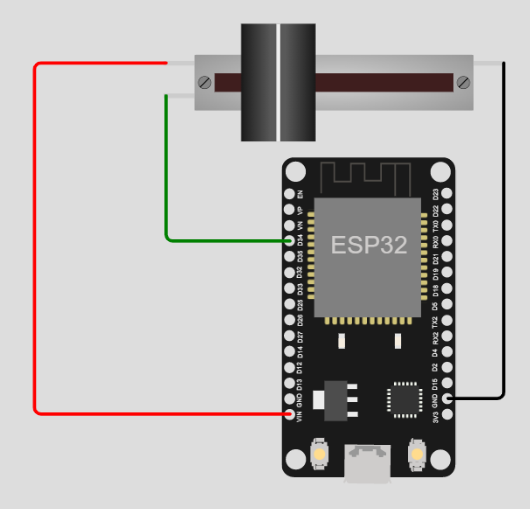 ESP32
EN
VP
VN
D34
D35
D32
D33
D25
D26
D27
D14
D12
D13
GND
VIN
D23
D22
TX0
RX0
D21
D19
D18
D5
TX2
RX2
D4
D2
D15
GND
3V3